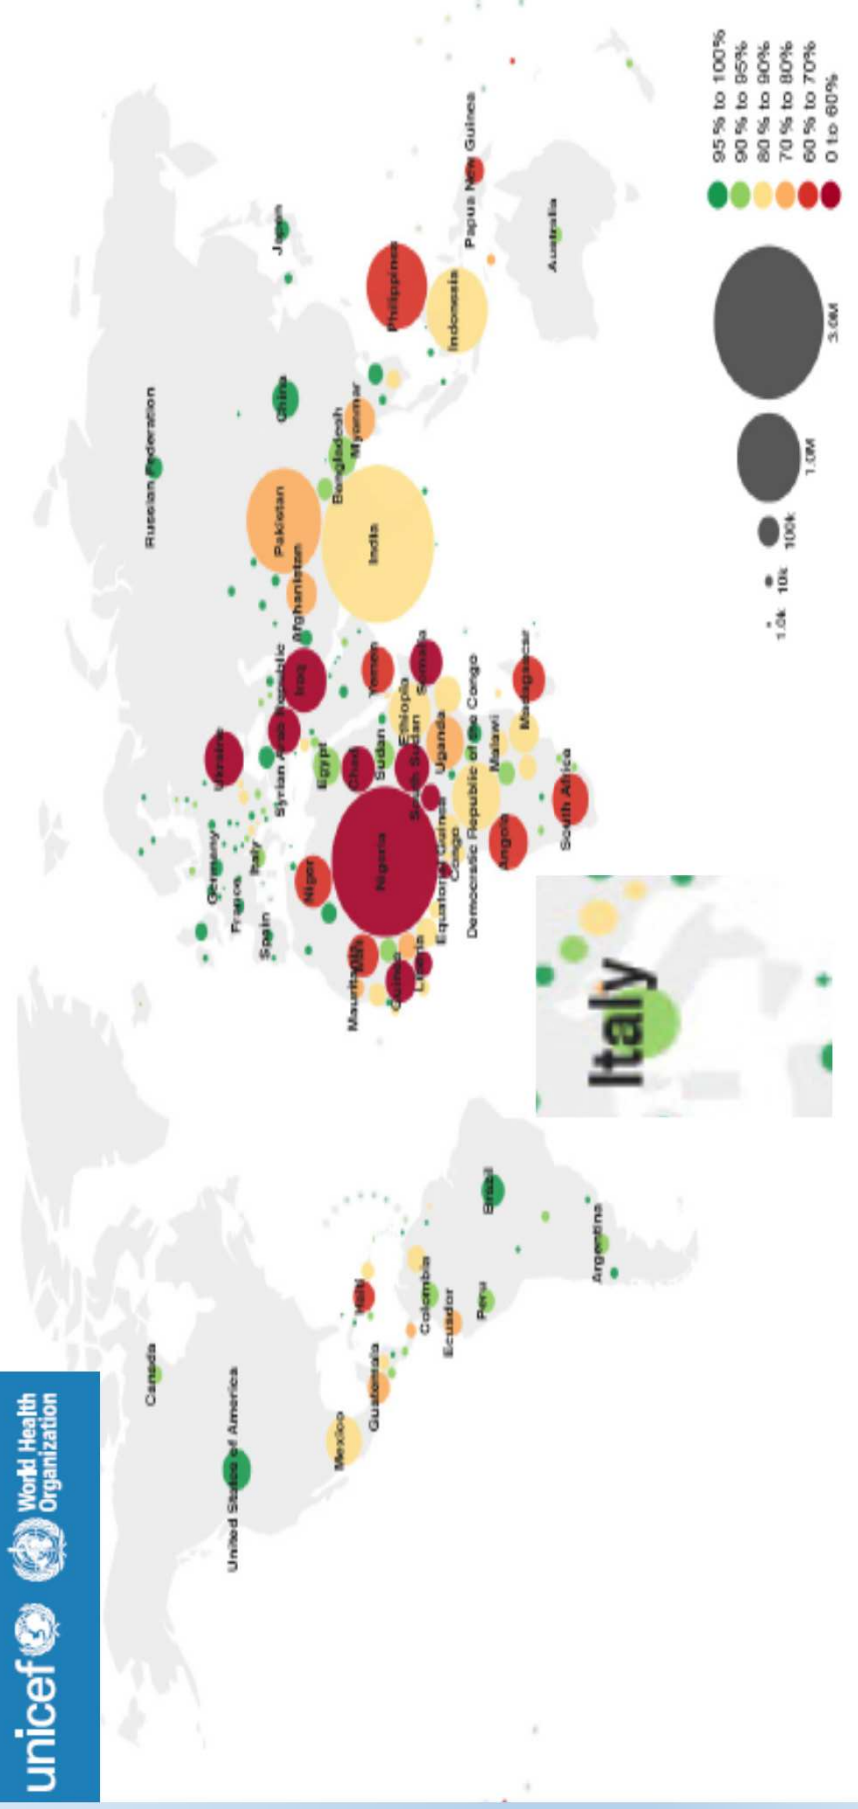 unicef
World Health
Organization
Canada
United States of America
Mexico
Guatemala
Haiti
Colombia
Ecuador
Peru
Brazil
Argentina
Russian Federation
Ukraine
Germany
France
Italy
Spain
Syrian Arab Republic
Iraq
Afghanistan
Pakistan
China
Japan
Egypt
Niger
Chad
Sudan
Yemen
Bangladesh
Myanmar
India
Philippines
Mauritania
Mali
Nigeria
Ethiopia
Somalia
South Sudan
Guinea
Liberia
Uganda
Equatorial Guinea
Congo
Democratic Republic of the Congo
Malawi
Angola
Madagascar
South Africa
Indonesia
Papua New Guinea
Australia
Italy
1.0k
10k
100k
1.0M
3.0M
95 % to 100%
90 % to 95%
80 % to 90%
70 % to 80%
60 % to 70%
0 to 60%